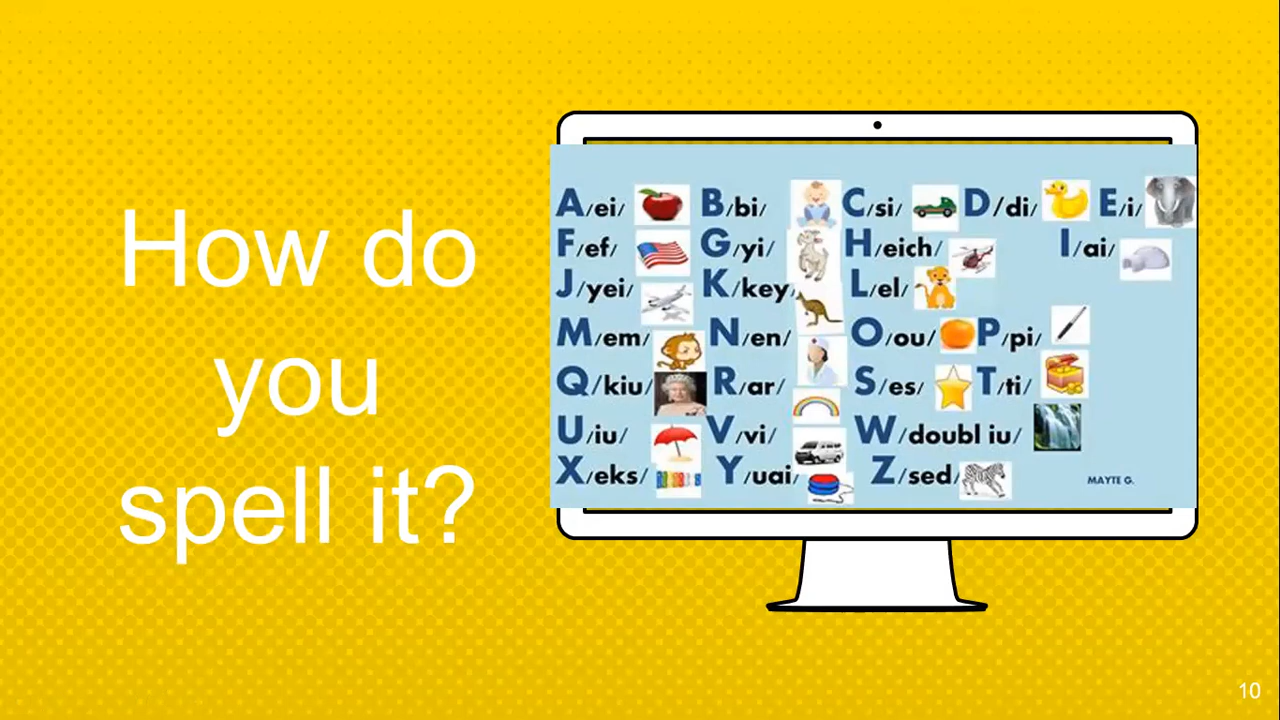 How do
you
spell it?
A/ei/ B/bi/ C/si/ D/di/ E/i/
F/ef/ G/yi/ H/eich/ I/ai/
J/yei/ K/key/ L/el/
M/em/ N/en/ O/ou/ P/pi/
Q/kiu/ R/ar/ S/es/ T/ti/
U/iu/ V/vi/ W/doubl iu/
X/eks/ Y/uai/ Z/sed/
MAYTE G.
10